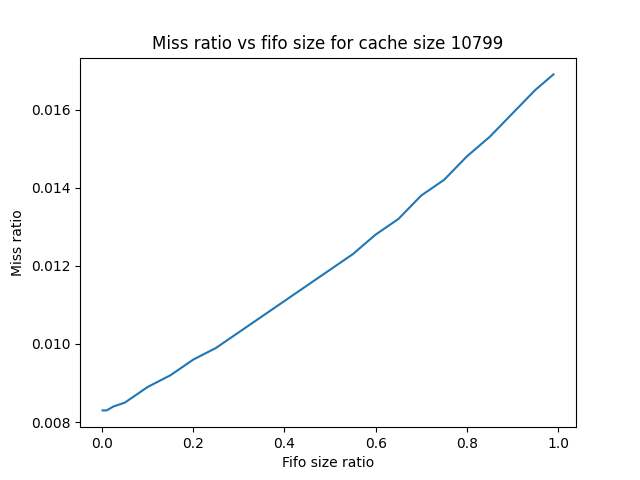 Miss ratio vs fifo size for cache size 10799
0.016
0.014
0.012
0.010
0.008
Miss ratio
0.0 0.2 0.4 0.6 0.8 1.0
Fifo size ratio